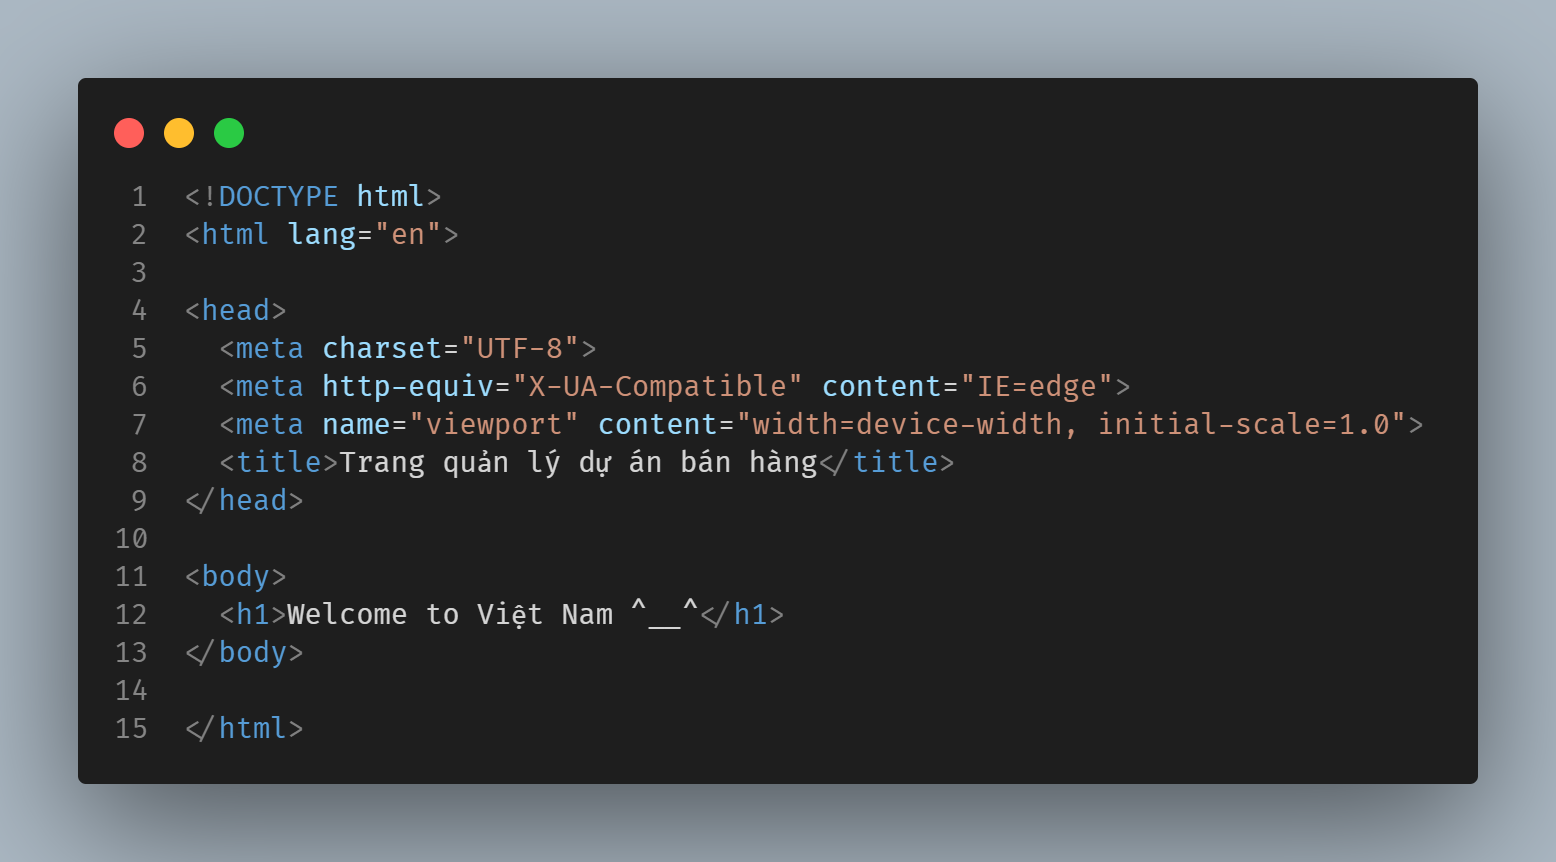 1 <!DOCTYPE html>
2 <html lang="en">
3
4 <head>
5   <meta charset="UTF-8">
6   <meta http-equiv="X-UA-Compatible" content="IE=edge">
7   <meta name="viewport" content="width=device-width, initial-scale=1.0">
8   <title>Trang quản lý dự án bán hàng</title>
9 </head>
10
11 <body>
12   <h1>Welcome to Việt Nam ^__^</h1>
13 </body>
14
15 </html>